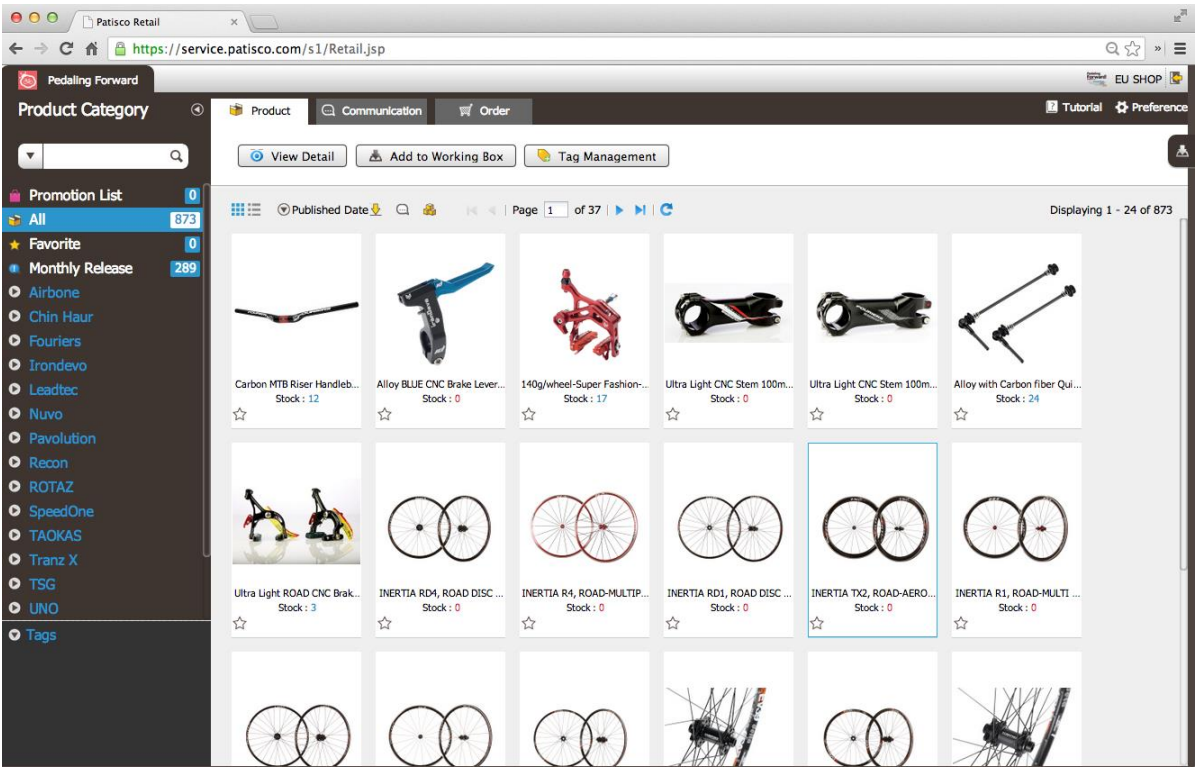 Patisco Retail
https://service.patisco.com/s1/Retail.jsp
Pedaling Forward
EU SHOP
Product Category
Product
Communication
Order
Tutorial
Preference
View Detail
Add to Working Box
Tag Management
Promotion List 0
All 873
Favorite 0
Monthly Release 289
Airbone
Chin Haur
Fouriers
Irondevo
Leadtec
Nuvo
Pavolution
Recon
ROTAZ
SpeedOne
TAOKAS
Tranz X
TSG
UNO
Tags
Published Date
Page 1 of 37
Displaying 1 - 24 of 873
Carbon MTB Riser Handleb...
Stock : 12
Alloy BLUE CNC Brake Lever...
Stock : 0
140g/wheel-Super Fashion-...
Stock : 17
Ultra Light CNC Stem 100m...
Stock : 0
Ultra Light CNC Stem 100m...
Stock : 0
Alloy with Carbon fiber Qui...
Stock : 24
Ultra Light ROAD CNC Brak...
Stock : 3
INERTIA RD4, ROAD DISC ...
Stock : 0
INERTIA R4, ROAD-MULTIP...
Stock : 0
INERTIA RD1, ROAD DISC ...
Stock : 0
INERTIA TX2, ROAD-AERO...
Stock : 0
INERTIA R1, ROAD-MULTI ...
Stock : 0